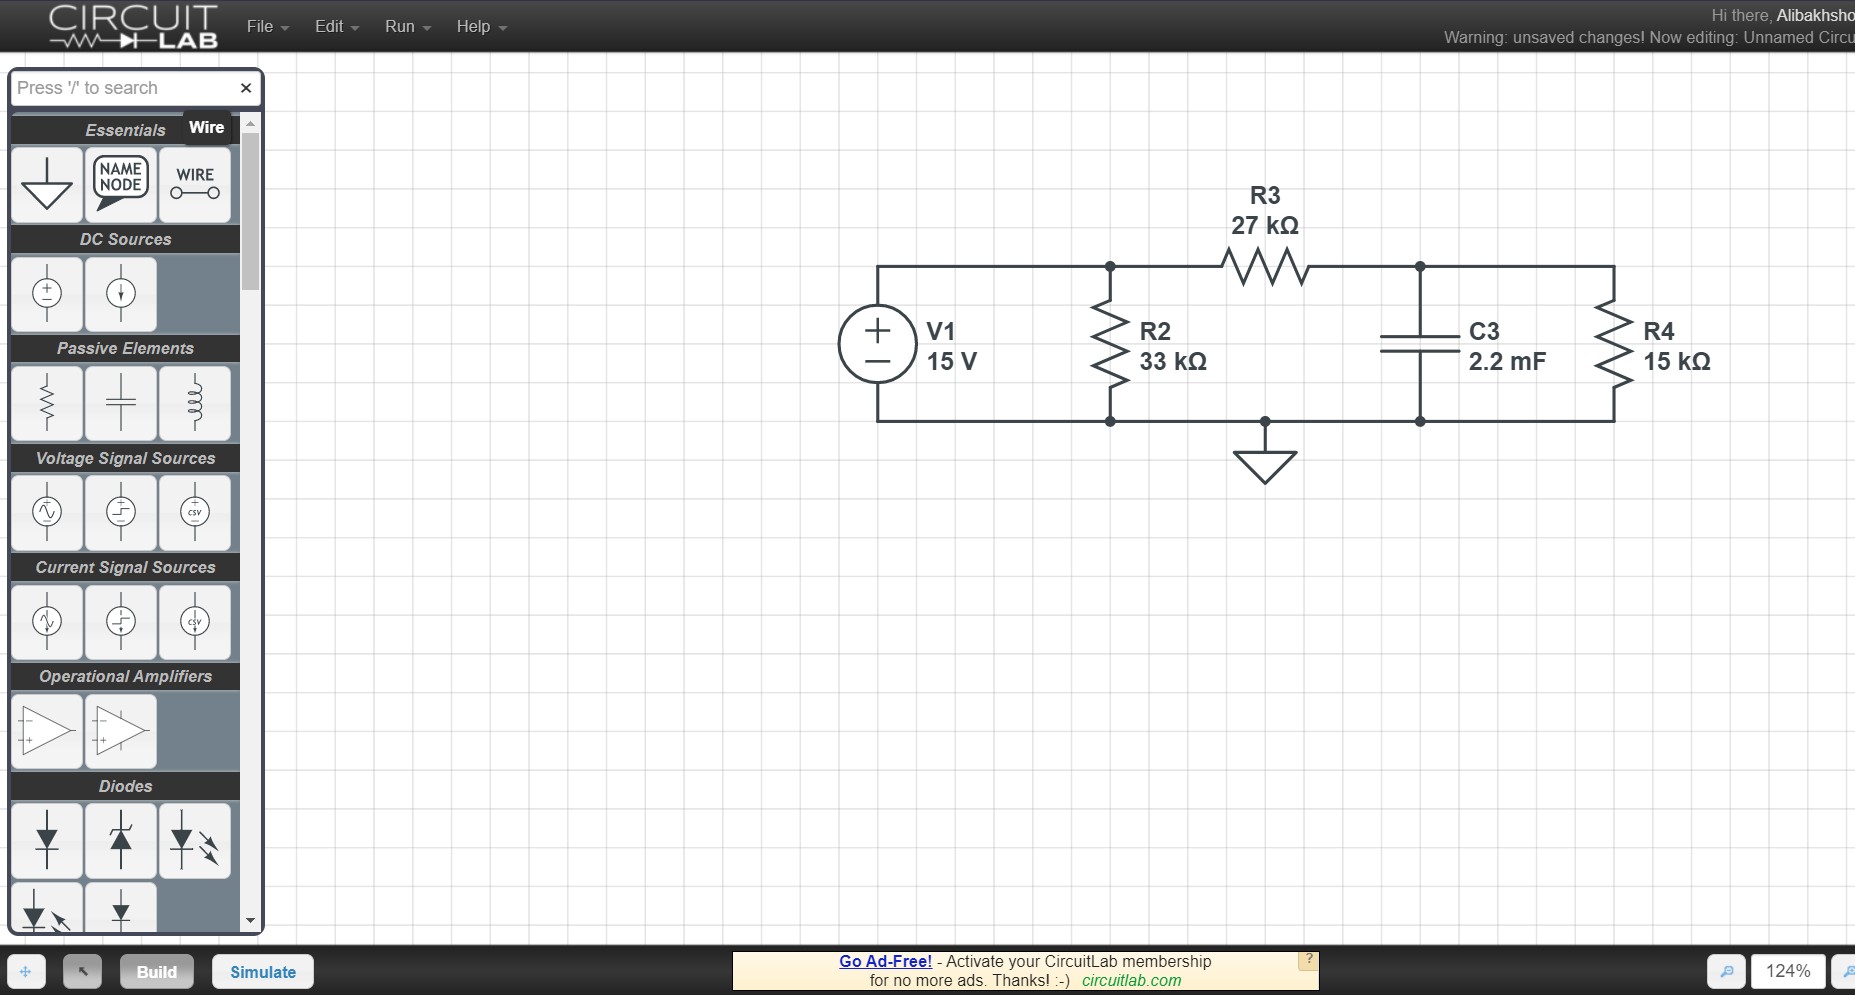 CIRCUIT
LAB
File Edit Run Help
Hi there, Alibakhsho
Warning: unsaved changes! Now editing: Unnamed Circu
Press '/' to search ×
Essentials Wire
NAME
NODE
WIRE
DC Sources
Passive Elements
Voltage Signal Sources
csv
Current Signal Sources
csv
Operational Amplifiers
Diodes
R3
27 kΩ
V1
15 V
R2
33 kΩ
C3
2.2 mF
R4
15 kΩ
Build Simulate
Go Ad-Free! - Activate your CircuitLab membership
for no more ads. Thanks! :-) circuitlab.com
?
124%